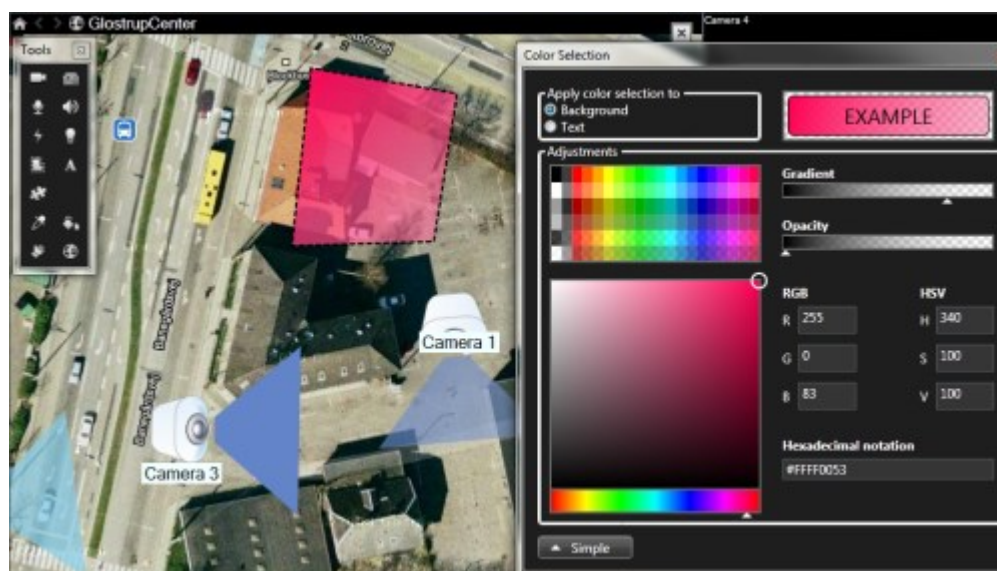 GlostrupCenter
Camera 4
Tools
A
Camera 1
Camera 3
Color Selection
Apply color selection to
Background
Text
EXAMPLE
Adjustments
Gradient
Opacity
RGB
HSV
R 255
H 340
G 0
S 100
B 83
V 100
Hexadecimal notation
#FFFF0053
Simple